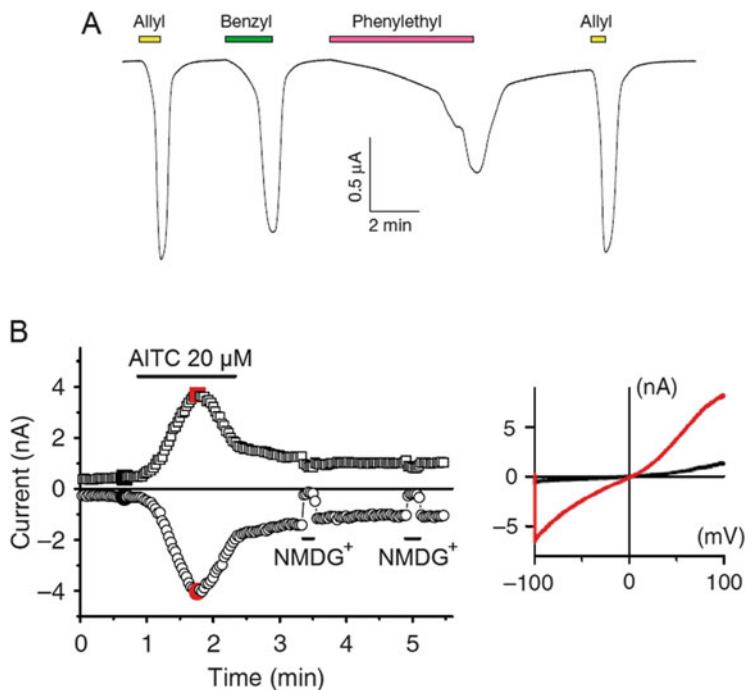 A
Allyl Benzyl Phenylethyl Allyl
0.5 μA
2 min
B
AITC 20 μM
4
2
0
−2
−4
Current (nA)
NMDG+ NMDG+
0 1 2 3 4 5
Time (min)
(nA)
5
0
−5
(mV)
−100 0 100